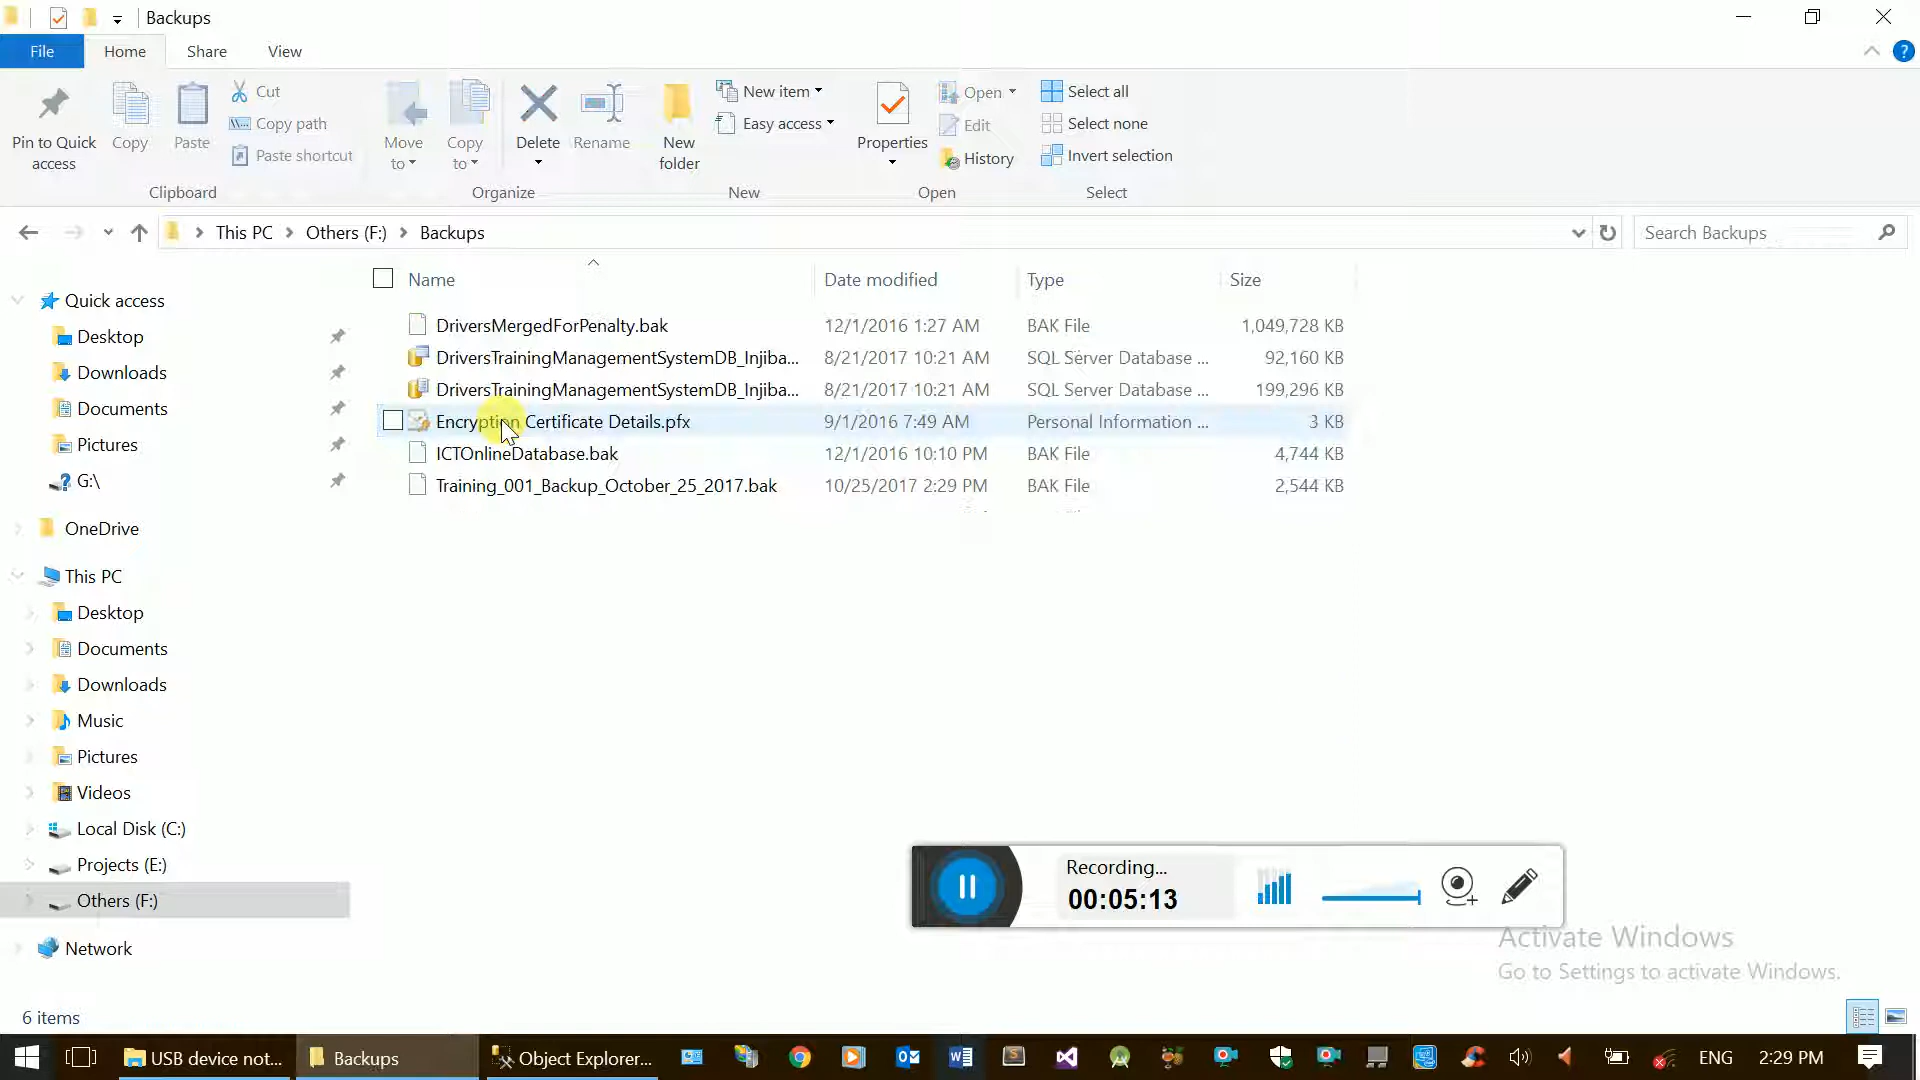 Backups
File Home Share View
Pin to Quick access
Copy
Paste
Cut
Copy path
Paste shortcut
Clipboard
Move to
Copy to
Delete
Rename
Organize
New folder
New item
Easy access
New
Properties
Open
Edit
History
Open
Select all
Select none
Invert selection
Select
This PC > Others (F:) > Backups
Search Backups
Name Date modified Type Size
DriversMergedForPenalty.bak 12/1/2016 1:27 AM BAK File 1,049,728 KB
DriversTrainingManagementSystemDB_Injiba... 8/21/2017 10:21 AM SQL Server Database ... 92,160 KB
DriversTrainingManagementSystemDB_Injiba... 8/21/2017 10:21 AM SQL Server Database ... 199,296 KB
Encryption Certificate Details.pfx 9/1/2016 7:49 AM Personal Information ... 3 KB
ICTOnlineDatabase.bak 12/1/2016 10:10 PM BAK File 4,744 KB
Training_001_Backup_October_25_2017.bak 10/25/2017 2:29 PM BAK File 2,544 KB
Quick access
Desktop
Downloads
Documents
Pictures
G:\
OneDrive
This PC
Desktop
Documents
Downloads
Music
Pictures
Videos
Local Disk (C:)
Projects (E:)
Others (F:)
Network
Recording...
00:05:13
Activate Windows
Go to Settings to activate Windows.
6 items
USB device not... Backups Object Explorer... ENG 2:29 PM